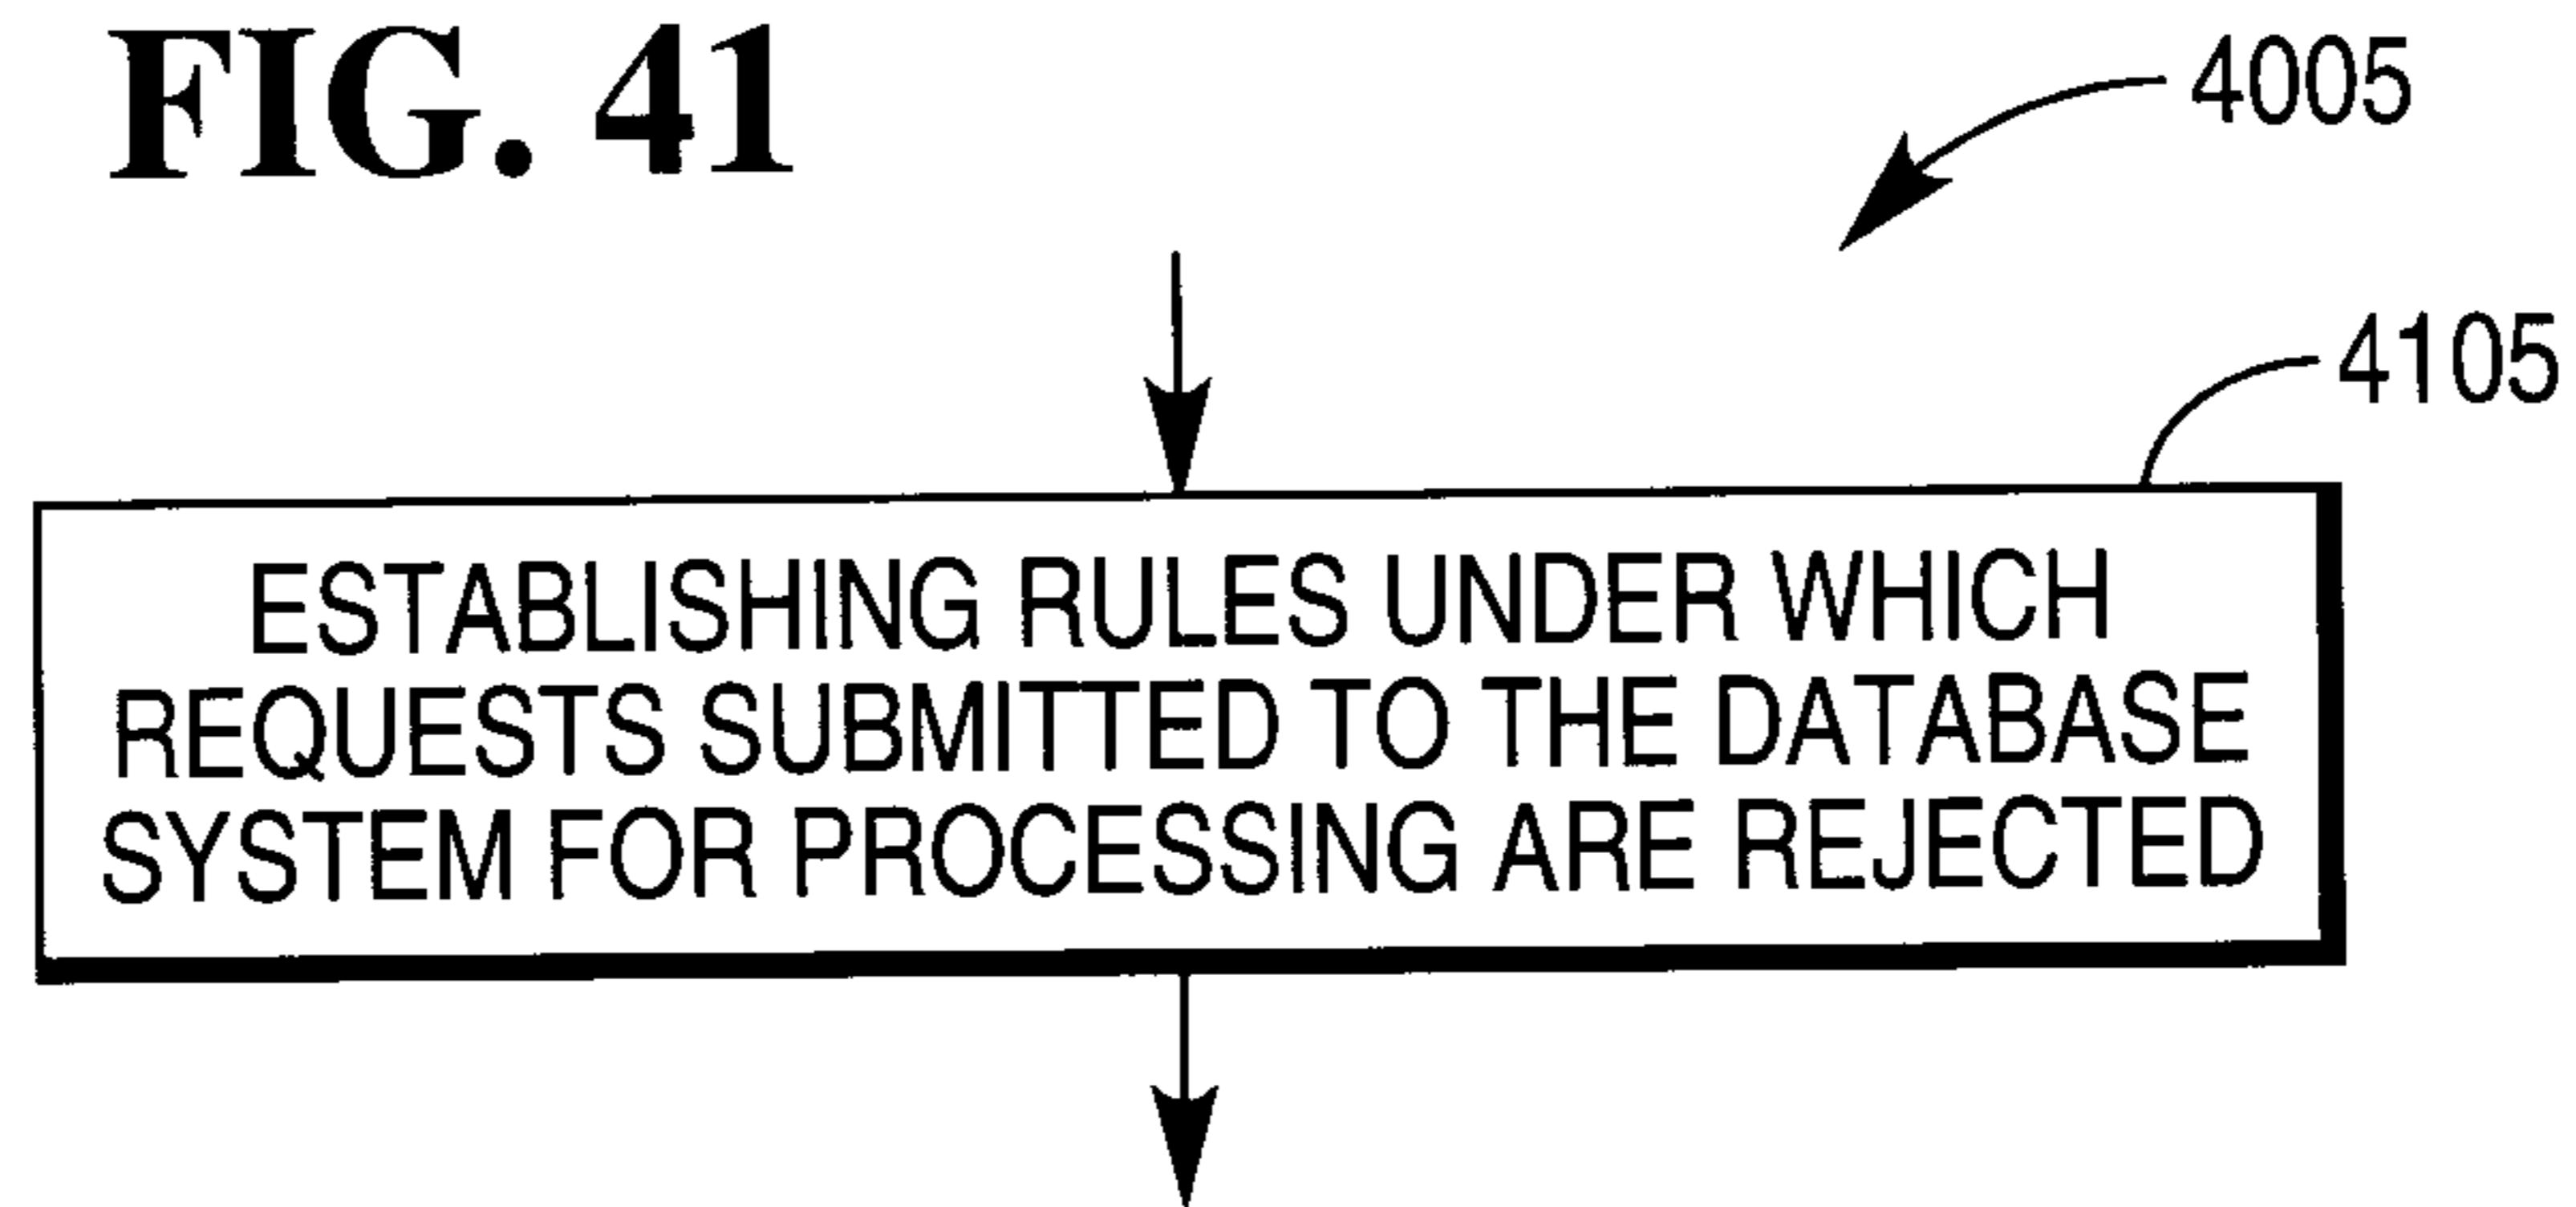 FIG. 41
4005
4105
ESTABLISHING RULES UNDER WHICH
REQUESTS SUBMITTED TO THE DATABASE
SYSTEM FOR PROCESSING ARE REJECTED